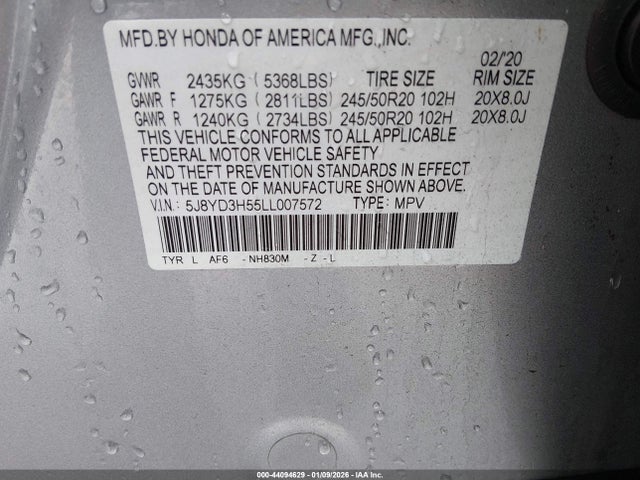 MFD.BY HONDA OF AMERICA MFG.,INC.
02/'20
GVWR 2435KG ( 5368LBS) TIRE SIZE RIM SIZE
GAWR F 1275KG ( 2811LBS) 245/50R20 102H 20X8.0J
GAWR R 1240KG ( 2734LBS) 245/50R20 102H 20X8.0J
THIS VEHICLE CONFORMS TO ALL APPLICABLE
FEDERAL MOTOR VEHICLE SAFETY
AND THEFT PREVENTION STANDARDS IN EFFECT
ON THE DATE OF MANUFACTURE SHOWN ABOVE.
V.I.N.: 5J8YD3H55LL007572 TYPE: MPV
TYR L AF6 - NH830M - Z - L
000-44094629 - 01/09/2026 - IAA Inc.